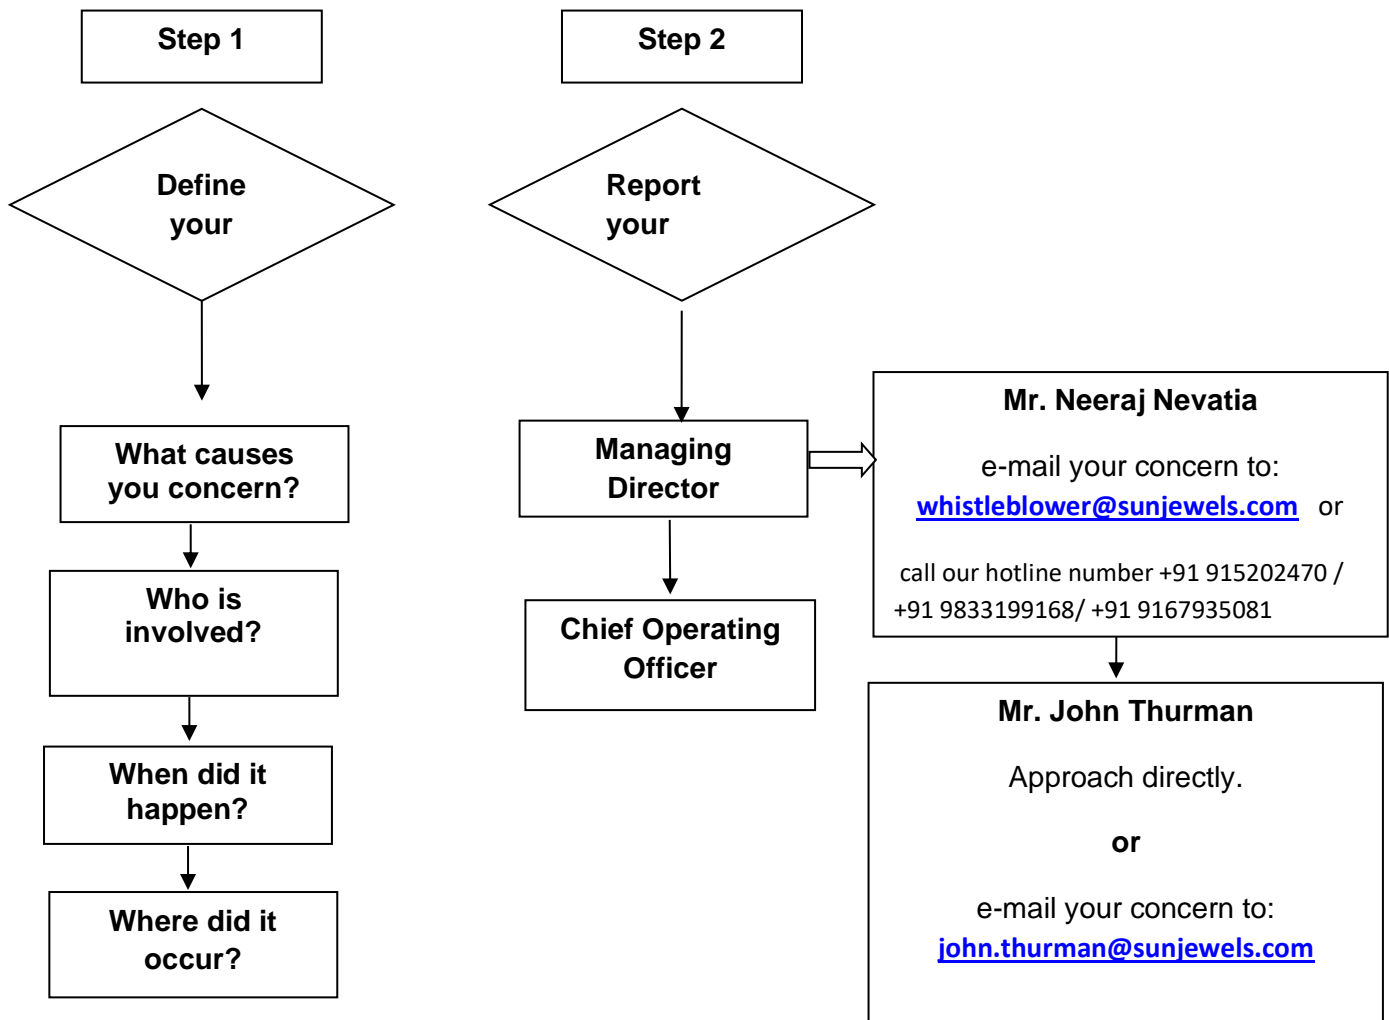 Step 1
Define
your
What causes
you concern?
Who is
involved?
When did it
happen?
Where did it
occur?
Step 2
Report
your
Managing
Director
Chief Operating
Officer
Mr. Neeraj Nevatia
e-mail your concern to:
whistleblower@sunjewels.com or
call our hotline number +91 915202470 /
+91 9833199168/ +91 9167935081
Mr. John Thurman
Approach directly.
or
e-mail your concern to:
john.thurman@sunjewels.com